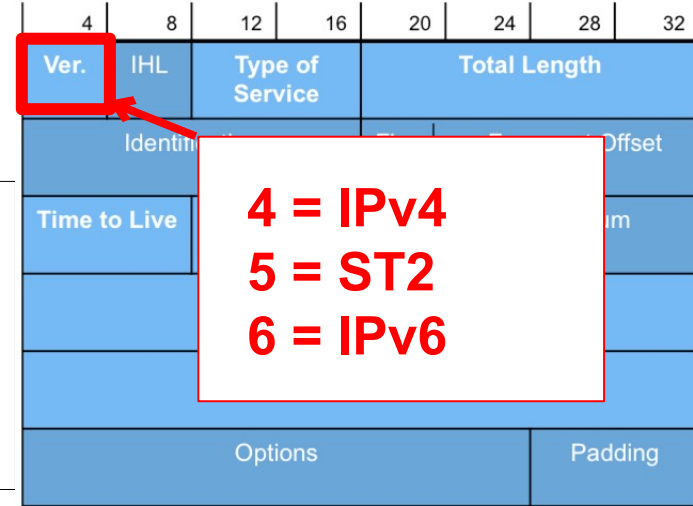 4 8 12 16 20 24 28 32
Ver. IHL Type of Service Total Length
Offset
Time to Live
4 = IPv4
5 = ST2
6 = IPv6
Options Padding